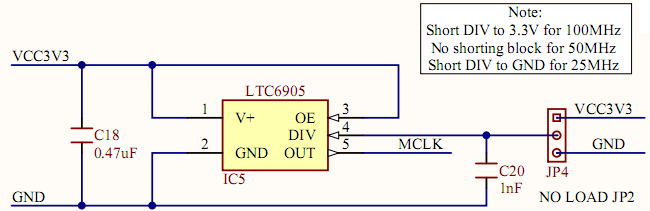 Note:
Short DIV to 3.3V for 100MHz
No shorting block for 50MHz
Short DIV to GND for 25MHz
VCC3V3
LTC6905
1 V+ OE 3
DIV 4
2 GND OUT 5
IC5
MCLK
C18
0.47uF
GND
C20
1nF
VCC3V3
GND
JP4
NO LOAD JP2